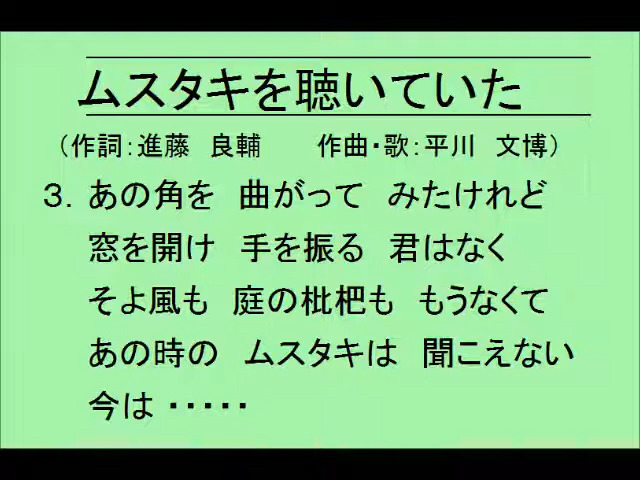 ムスタキを聴いていた
（作詞：進藤　良輔　　作曲・歌：平川　文博）
３．あの角を　曲がって　みたけれど
窓を開け　手を振る　君はなく
そよ風も　庭の枇杷も　もうなくて
あの時の　ムスタキは　聞こえない
今は ・・・・・